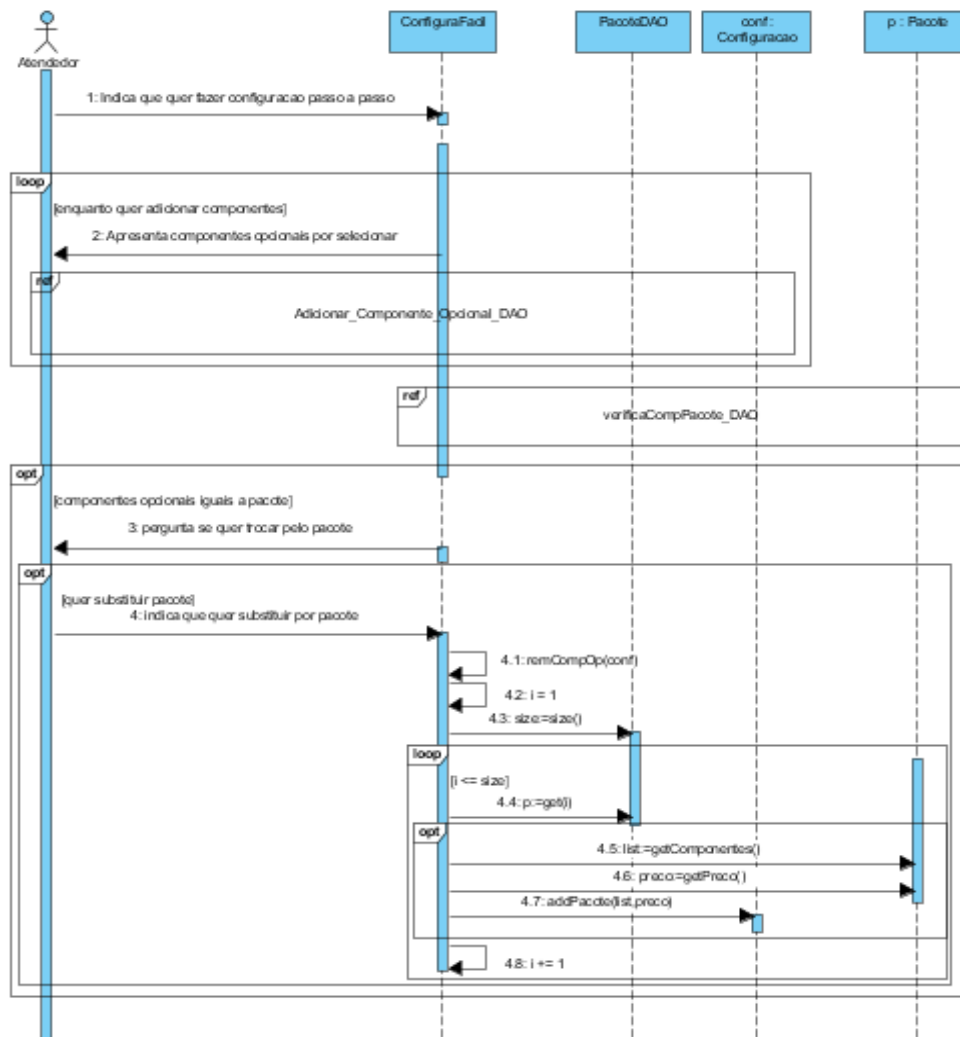 ConfiguraFacil
PacoteDAO
conf :
Configuracao
p : Pacote
Atendedor
1: Indica que quer fazer configuracao passo a passo
loop
[enquanto quer adicionar componentes]
2: Apresenta componentes opcionais por selecionar
ref
Adicionar_Componente_Opcional_DAO
ref
verificaCompPacote_DAO
opt
[componentes opcionais iguais a pacote]
3: pergunta se quer trocar pelo pacote
opt
[quer substituir pacote]
4: indica que quer substituir por pacote
4.1: remCompOp(conf)
4.2: i = 1
4.3: size:=size()
loop
[i <= size]
4.4: p:=get(i)
opt
4.5: list:=getComponentes()
4.6: preco:=getPreco()
4.7: addPacote(list,preco)
4.8: i += 1